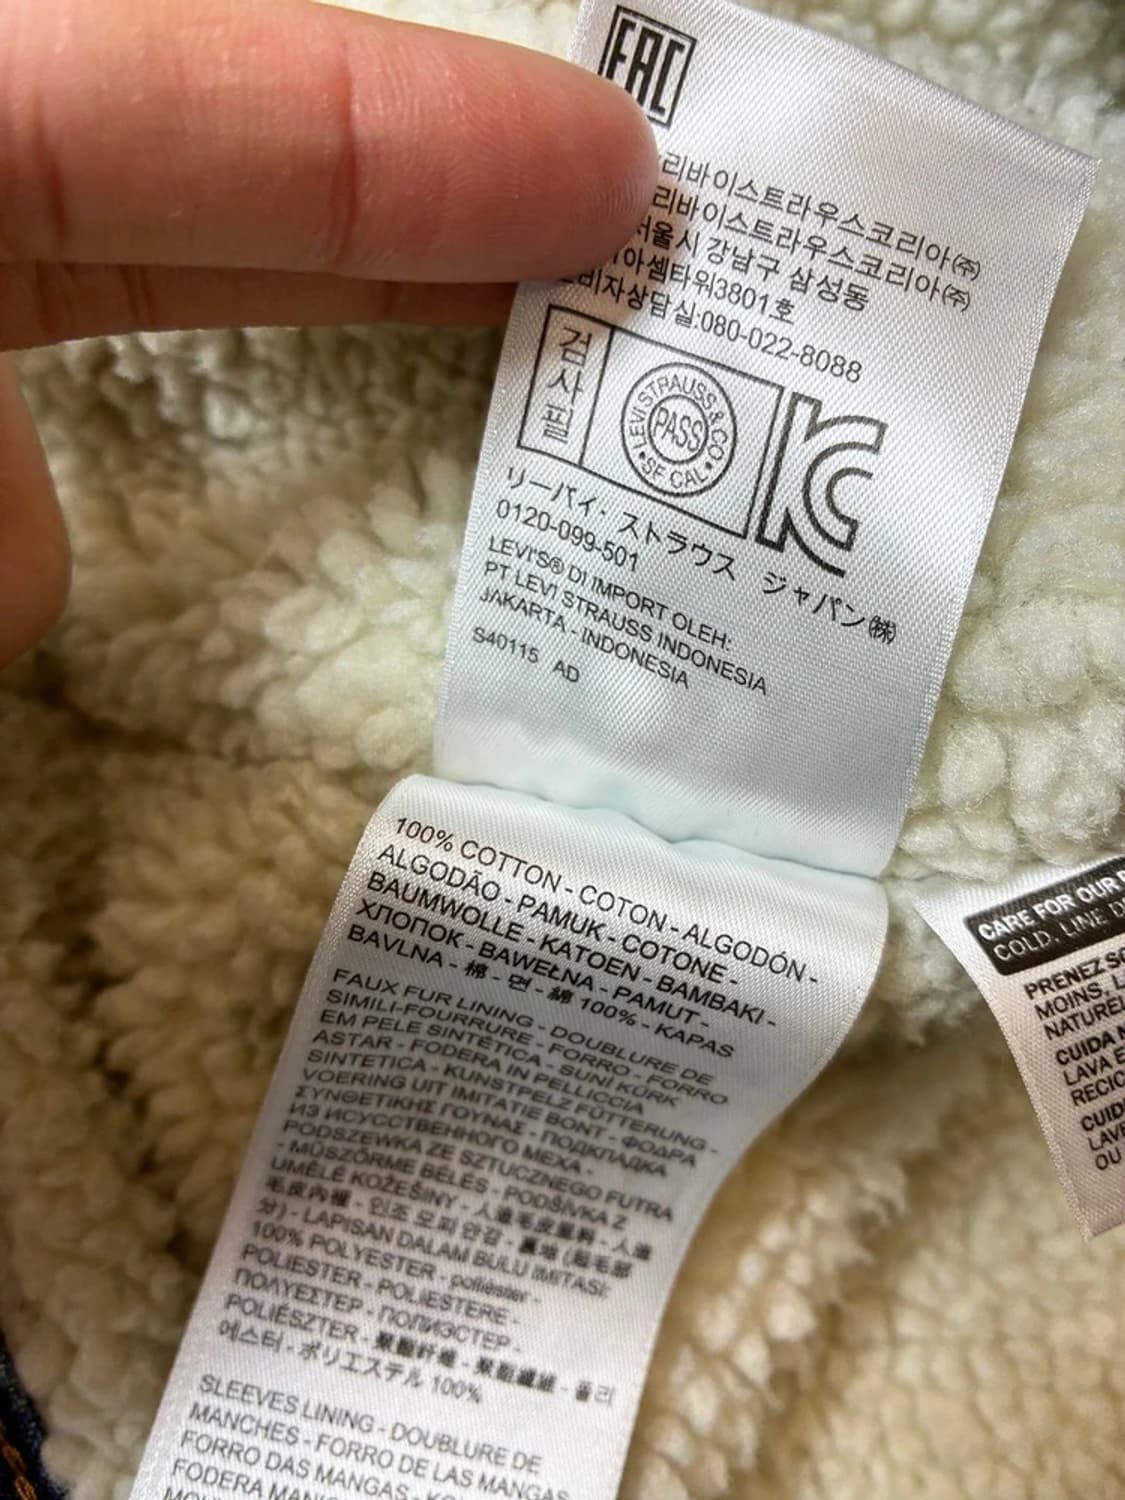 EAC
리바이스트라우스코리아(주)
리바이스트라우스코리아(주)
서울시 강남구 삼성동
아셈타워3801호
비자상담실:080-022-8088
검사필
LEVI STRAUSS & CO
PASS
• SF CAL •
KC
リーバイ・ストラウス ジャパン㈱
0120-099-501
LEVI'S® DI IMPORT OLEH:
PT LEVI STRAUSS INDONESIA
JAKARTA - INDONESIA
S40115 AD
100% COTTON - COTON - ALGODÓN -
ALGODÃO - PAMUK - COTONE -
BAUMWOLLE - KATOEN - BAMBAKI -
ХЛОПОК - BAWEŁNA - PAMUT -
BAVLNA - 棉 - 면 - 綿 100% - KAPAS
FAUX FUR LINING - DOUBLURE DE
SIMILI-FOURRURE - FORRO - FORRO
EM PELE SINTÉTICA - SUNİ KÜRK
ASTAR - FODERA IN PELLICCIA
SINTETICA - KUNSTPELZ FÜTTERUNG -
VOERING UIT IMITATIE BONT - ΦΟΔΡΑ
ΣΥΝΘΕΤΙΚΗΣ ΓΟΥΝΑΣ - ПОДКЛАДКА
ИЗ ИСУССТВЕННОГО МЕХА -
PODSZEWKA ZE SZTUCZNEGO FUTRA
- MŰSZŐRME BÉLÉS - PODŠÍVKA Z
UMĚLÉ KOŽEŠINY - 人造毛皮里料 - 人造
毛皮內裡 - 인조 모피 안감 - 裏地 (起毛部
分) - LAPISAN DALAM BULU IMITASI:
100% POLYESTER - poliéster -
POLIESTER - POLIESTERE -
ΠΟΛΥΕΣΤΕΡ - ПОЛИЭСТЕР -
POLIÉSZTER - 聚酯纤维 - 聚酯纖維 - 폴리
에스터 - ポリエステル 100%
SLEEVES LINING - DOUBLURE DE
MANCHES - FORRO DE LAS MANGAS
FORRO DAS MANGAS -
FODERA
CARE FOR OUR
COLD, LINE
PRENEZ
MOINS,
CUIDA
LAVA
CUID
OU